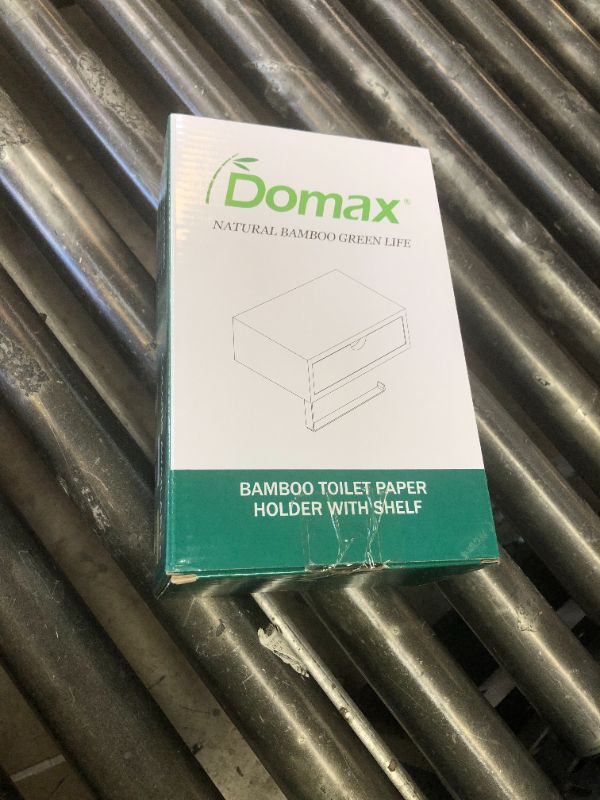 Domax®
NATURAL BAMBOO GREEN LIFE
BAMBOO TOILET PAPER
HOLDER WITH SHELF